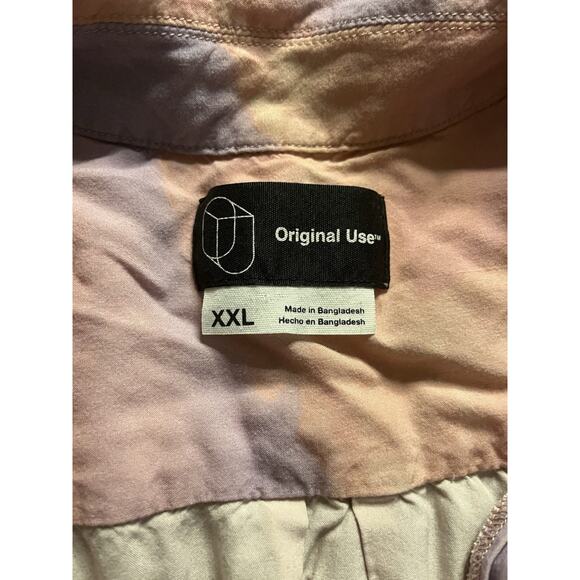 Original Use™
XXL
Made in Bangladesh
Hecho en Bangladesh